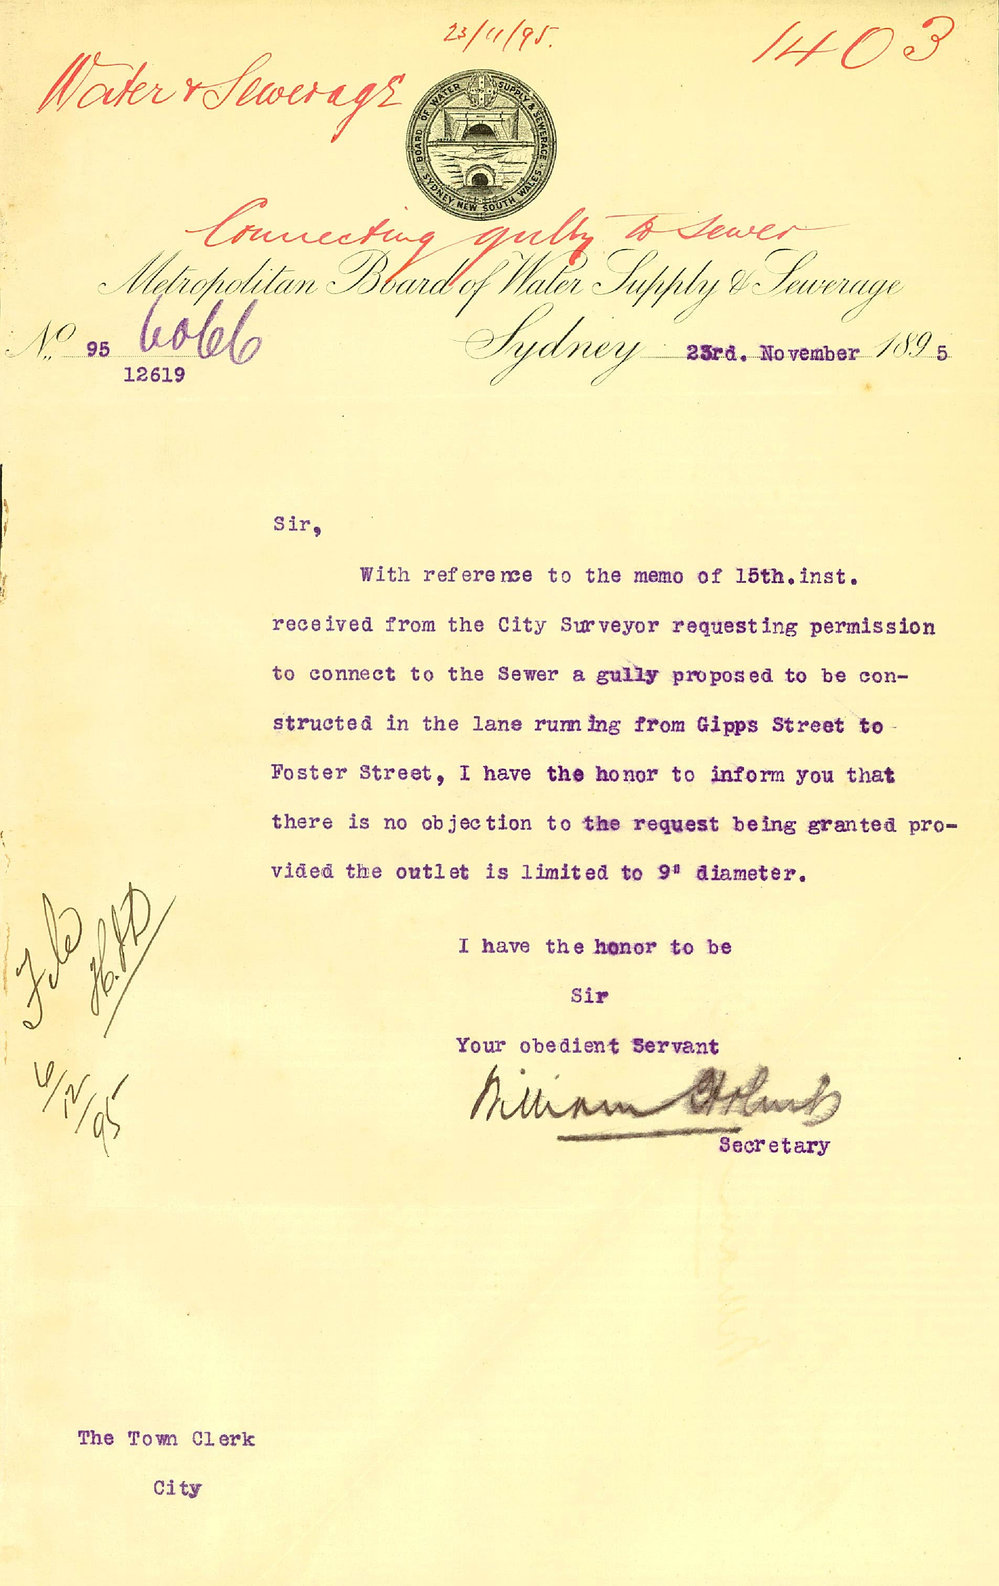 23/11/95.
1403
Water & Sewerage
BOARD OF WATER SUPPLY & SEWERAGE
SYDNEY NEW SOUTH WALES
Connecting gully to sewer
Metropolitan Board of Water Supply & Sewerage
No. 95 6066
12619
Sydney 23rd. November 1895
Sir,
With reference to the memo of 15th.inst.
received from the City Surveyor requesting permission
to connect to the Sewer a gully proposed to be con-
structed in the lane running from Gipps Street to
Foster Street, I have the honor to inform you that
there is no objection to the request being granted pro-
vided the outlet is limited to 9" diameter.
I have the honor to be
Sir
Your obedient Servant
William
Secretary
File
6/12/95
The Town Clerk
City